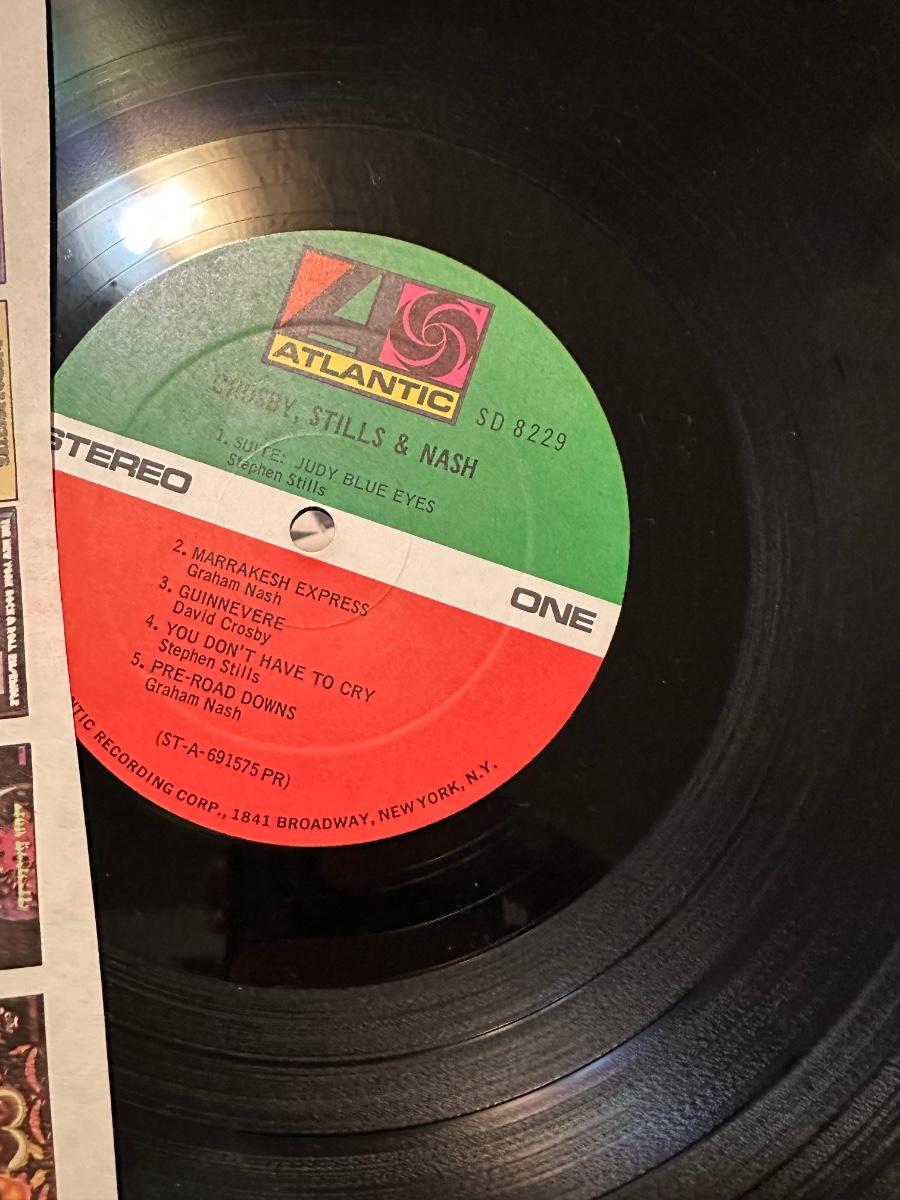 ATLANTIC
SD 8229
CROSBY, STILLS & NASH
1. SUITE: JUDY BLUE EYES
Stephen Stills
STEREO
ONE
2. MARRAKESH EXPRESS
Graham Nash
3. GUINNEVERE
David Crosby
4. YOU DON'T HAVE TO CRY
Stephen Stills
5. PRE-ROAD DOWNS
Graham Nash
(ST-A-691575 PR)
NTIC RECORDING CORP., 1841 BROADWAY, NEW YORK, N.Y.